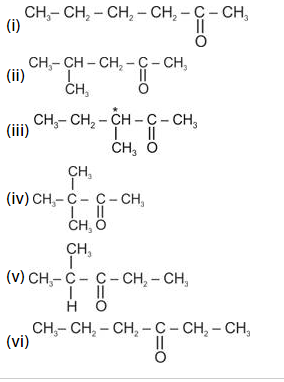 CH₃– CH₂ – CH₂ – CH₂ – C – CH₃
(i)
O
(ii) CH₃– CH – CH₂ – C – CH₃
CH₃ O
*
(iii) CH₃– CH₂ – CH – C – CH₃
CH₃ O
CH₃
(iv) CH₃– C – C – CH₃
CH₃ O
CH₃
(v) CH₃– C – C – CH₂ – CH₃
H O
CH₃– CH₂ – CH₂ – C – CH₂ – CH₃
(vi)
O